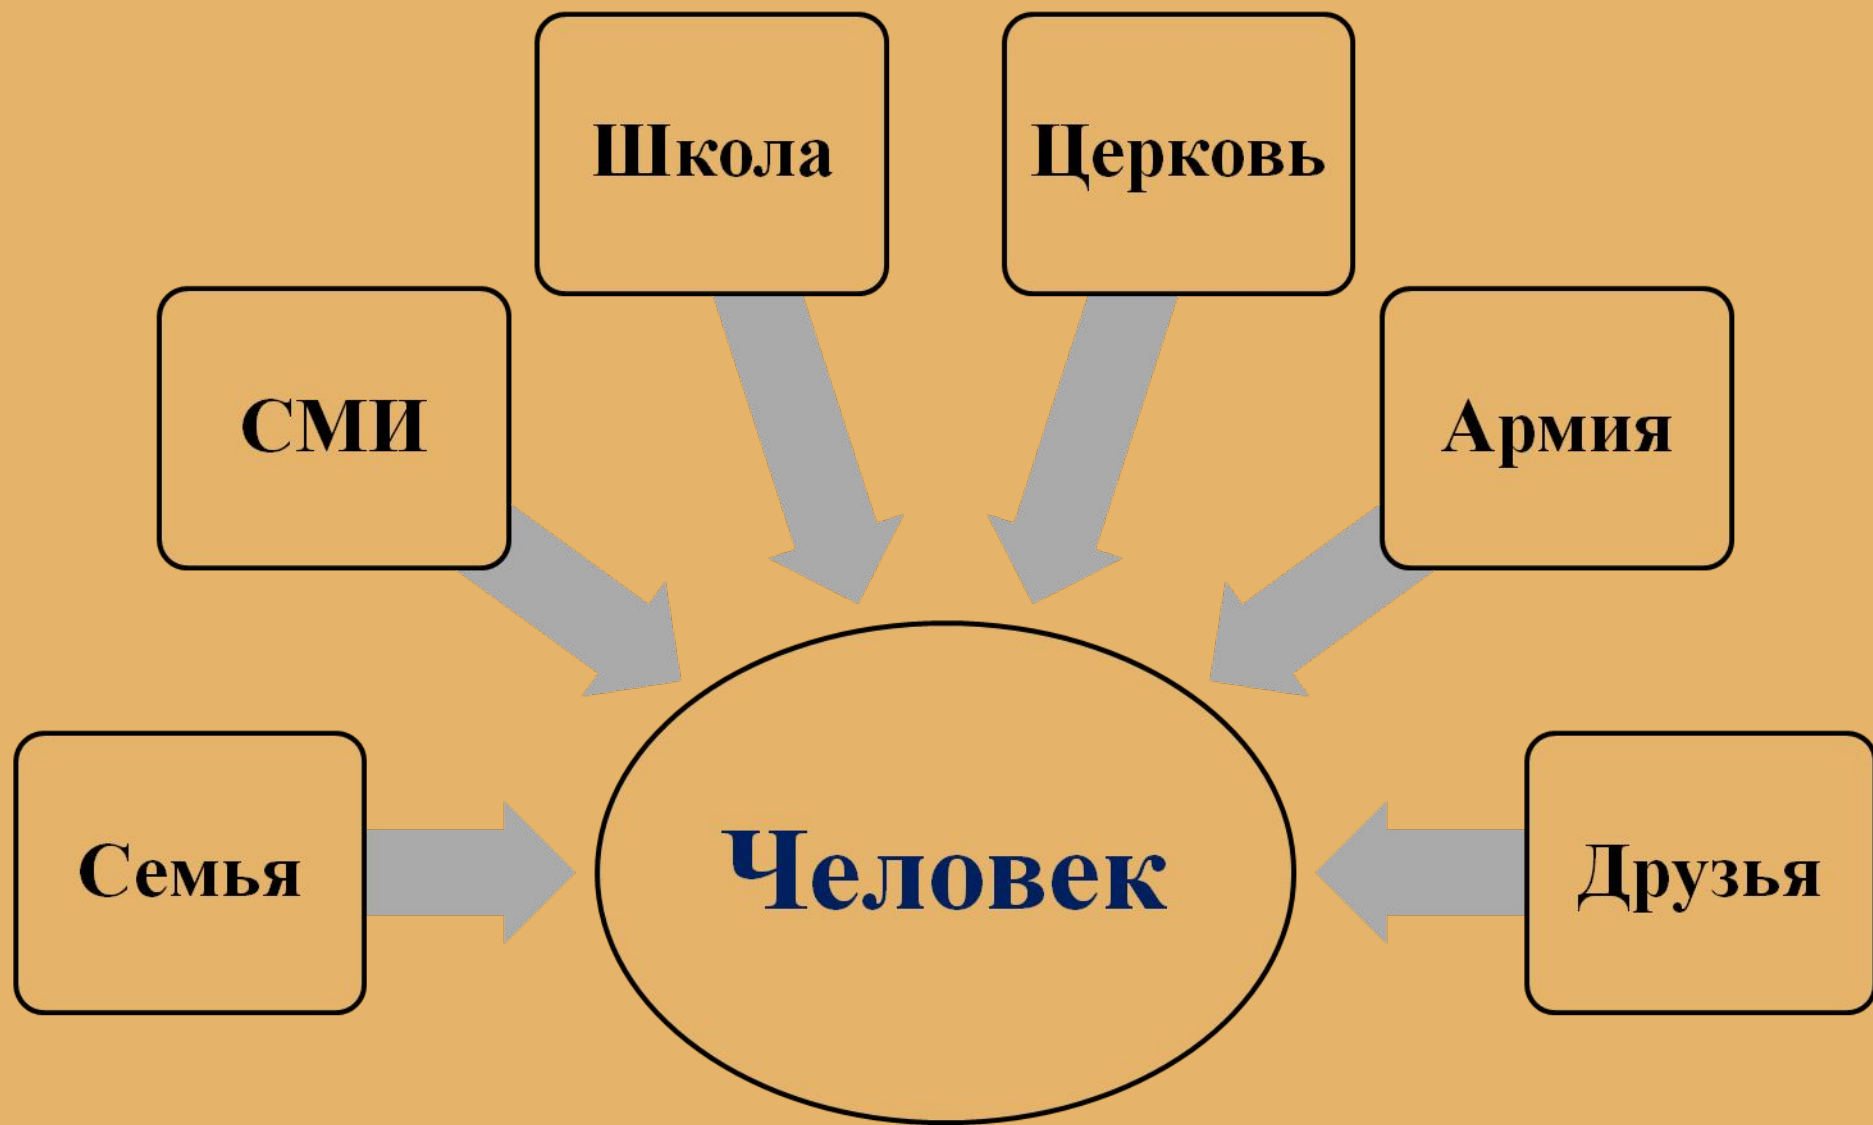 Школа
Церковь
СМИ
Армия
Семья
Человек
Друзья